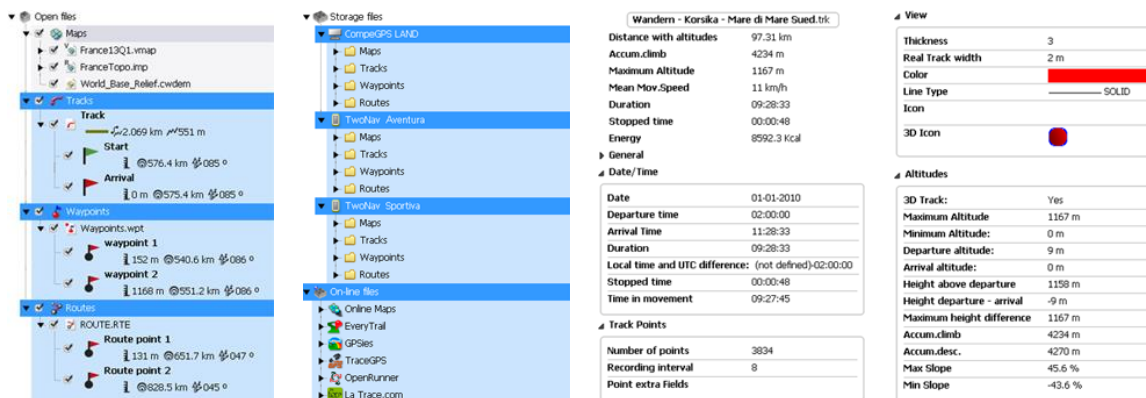 Open files
Maps
France13Q1.vmap
FranceTopo.imp
World_Base_Relief.cwdem
Tracks
Track
2.069 km 551 m
Start
576.4 km 085 º
Arrival
0 m 575.4 km 085 º
Waypoints
Waypoints.wpt
waypoint 1
152 m 540.6 km 086 º
waypoint 2
1168 m 551.2 km 086 º
Routes
ROUTE.RTE
Route point 1
131 m 651.7 km 047 º
Route point 2
828.5 km 045 º
Storage files
CompeGPS LAND
Maps
Tracks
Waypoints
Routes
TwoNav Aventura
Maps
Tracks
Waypoints
Routes
TwoNav Sportiva
Maps
Tracks
Waypoints
Routes
On-line files
Online Maps
EveryTrail
GPSies
TraceGPS
OpenRunner
La Trace.com
Wandern - Korsika - Mare di Mare Sued.trk
Distance with altitudes 97.31 km
Accum.climb 4234 m
Maximum Altitude 1167 m
Mean Mov.Speed 11 km/h
Duration 09:28:33
Stopped time 00:00:48
Energy 8592.3 Kcal
General
Date/Time
Date 01-01-2010
Departure time 02:00:00
Arrival Time 11:28:33
Duration 09:28:33
Local time and UTC difference: (not defined)-02:00:00
Stopped time 00:00:48
Time in movement 09:27:45
Track Points
Number of points 3834
Recording interval 8
Point extra Fields
View
Thickness 3
Real Track width 2 m
Color
Line Type SOLID
Icon
3D Icon
Altitudes
3D Track: Yes
Maximum Altitude 1167 m
Minimum Altitude: 0 m
Departure altitude: 9 m
Arrival altitude: 0 m
Height above departure 1158 m
Height departure - arrival -9 m
Maximum height difference 1167 m
Accum.climb 4234 m
Accum.desc. 4270 m
Max Slope 45.6 %
Min Slope -43.6 %